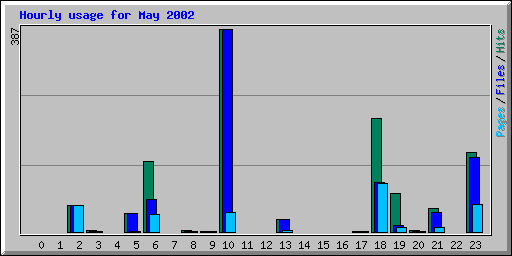 Hourly usage for May 2002
387
Pages / Files / Hits
0 1 2 3 4 5 6 7 8 9 10 11 12 13 14 15 16 17 18 19 20 21 22 23